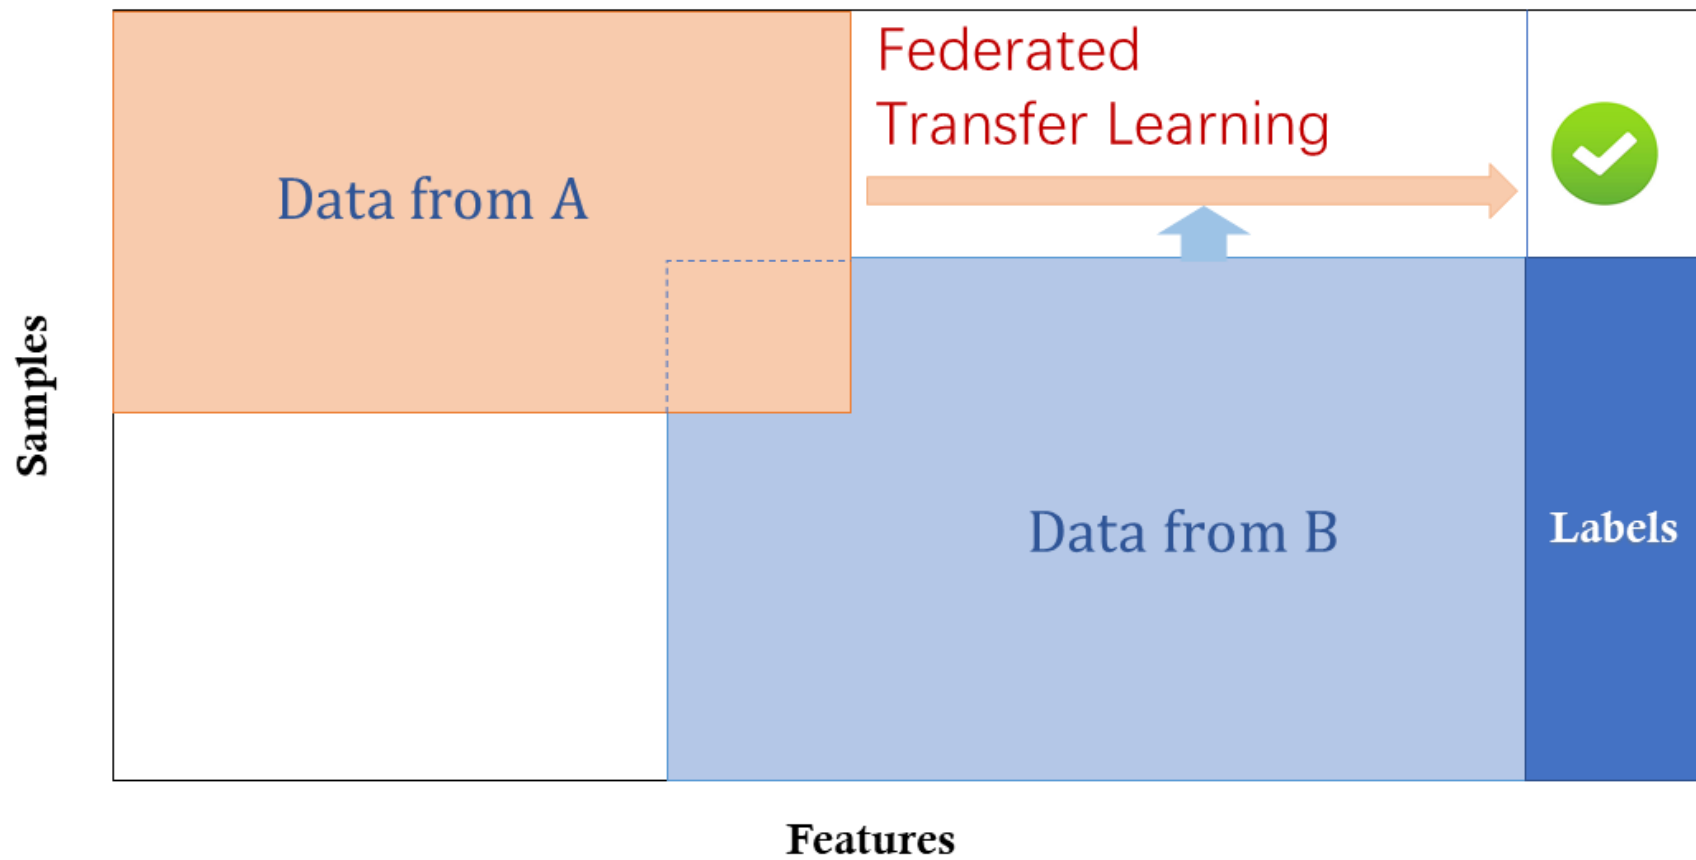 Federated
Transfer Learning
Data from A
Samples
Data from B
Labels
Features